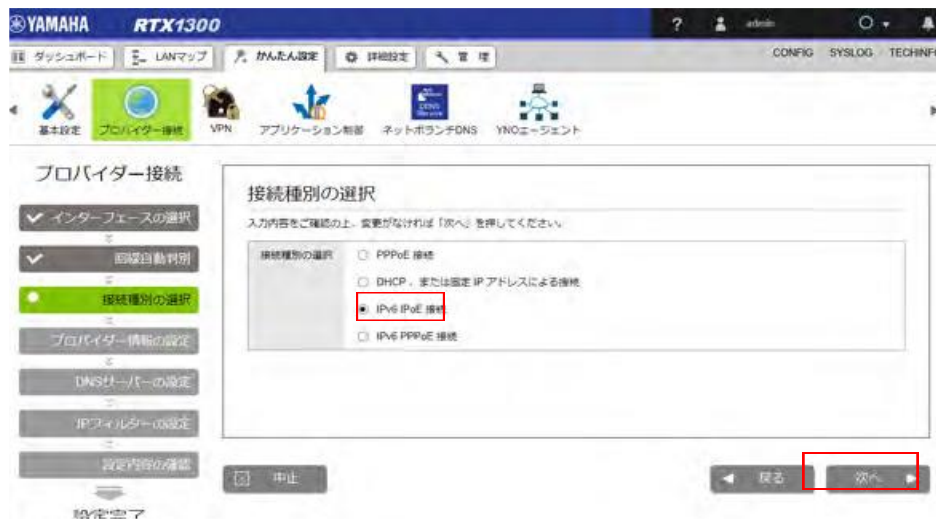 YAMAHA RTX1300 ? admin
ダッシュボード LANマップ かんたん設定 詳細設定 管理 CONFIG SYSLOG TECHINF
基本設定 プロバイダー接続 VPN アプリケーション制御 ネットボランチDNS YNOエージェント
プロバイダー接続
インターフェースの選択
回線自動判別
接続種別の選択
プロバイダー情報の設定
DNSサーバーの設定
IPフィルターの設定
設定内容の確認
設定完了
接続種別の選択
入力内容をご確認の上、変更がなければ「次へ」を押してください。
接続種別の選択
PPPoE 接続
DHCP 、または固定 IP アドレスによる接続
IPv6 IPoE 接続
IPv6 PPPoE 接続
中止 戻る 次へ